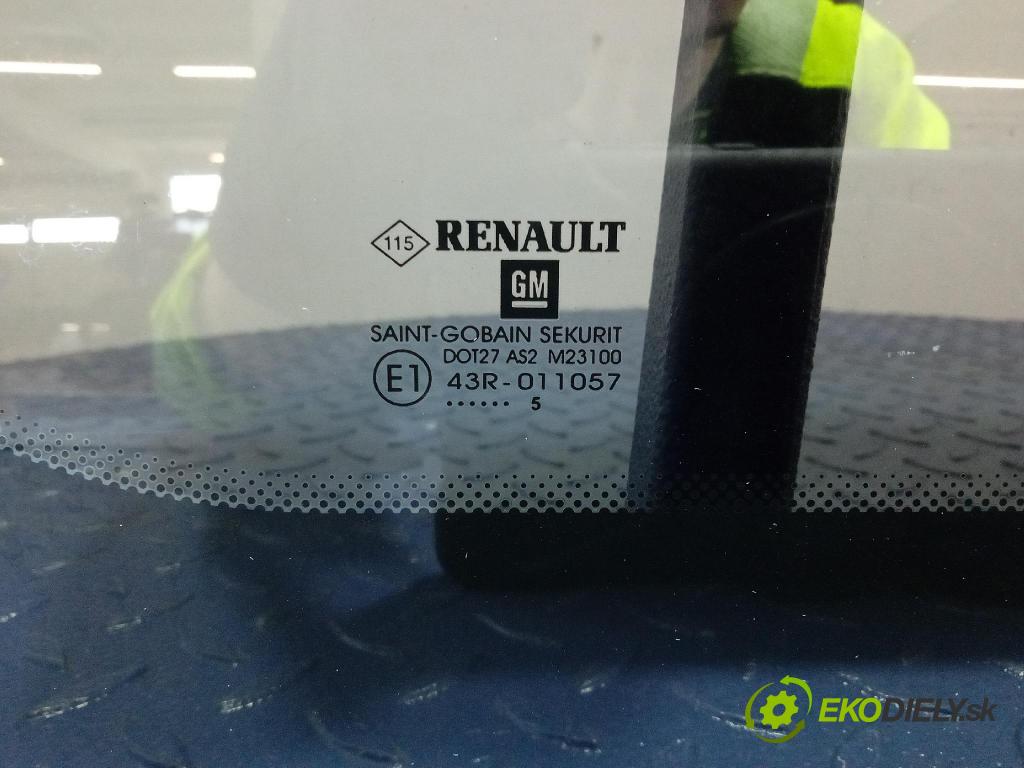 115 RENAULT
GM
SAINT-GOBAIN SEKURIT
DOT27 AS2 M23100
E1 43R-011057
...... 5
EKODIELY.sk